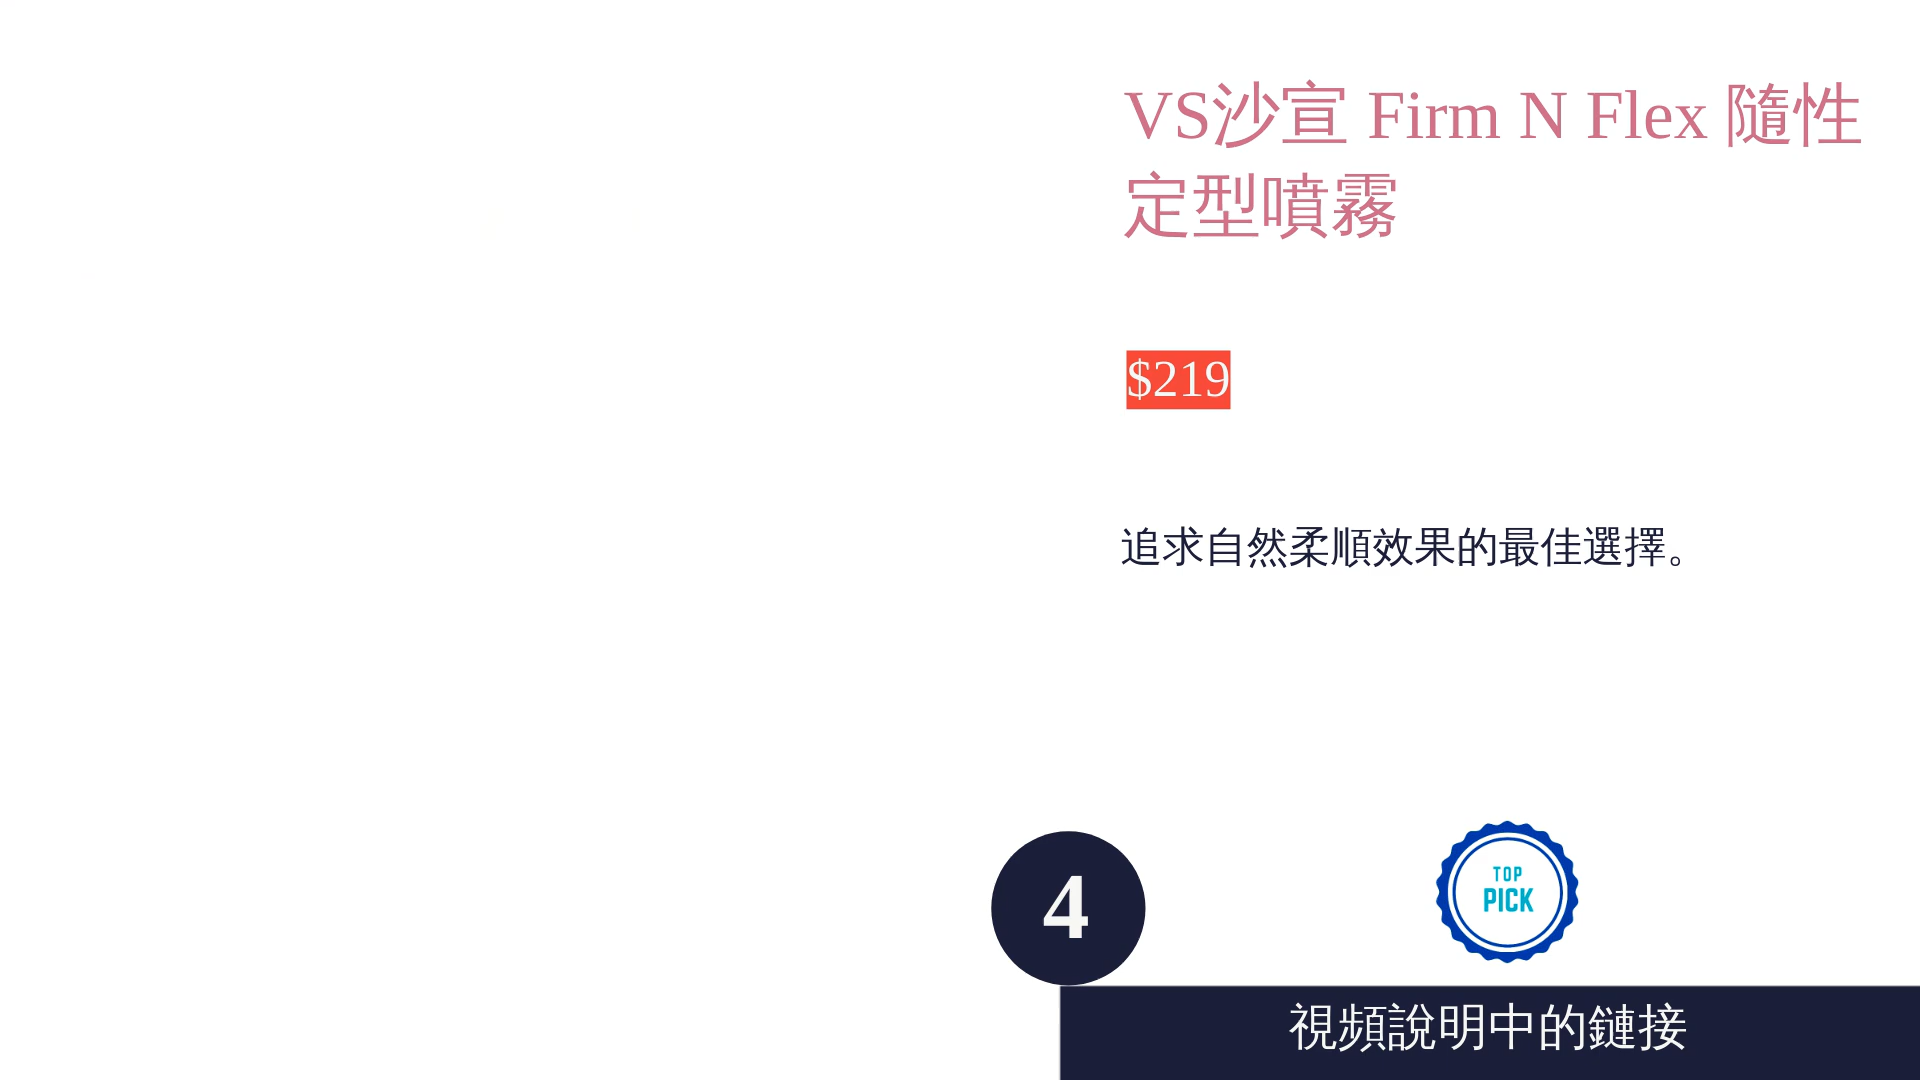 VS沙宣 Firm N Flex 隨性
定型噴霧
$219
追求自然柔順效果的最佳選擇。
4
TOP
PICK
視頻說明中的鏈接